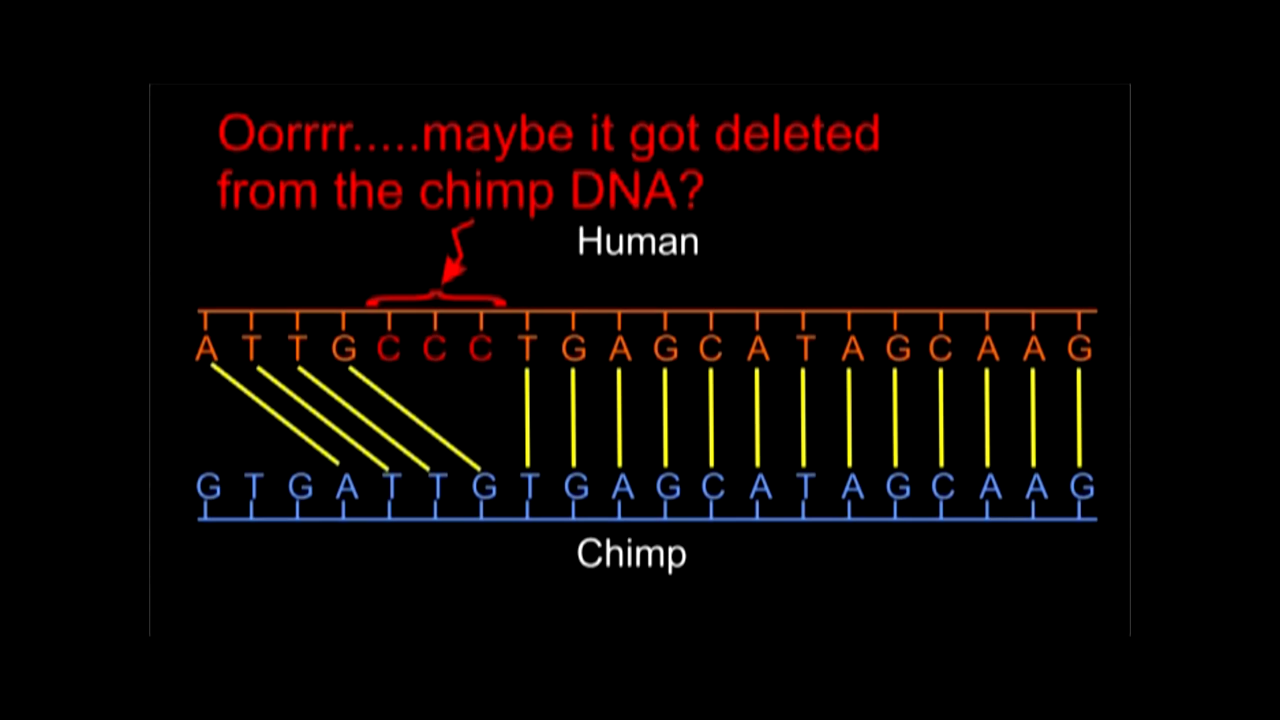 Oorrrr.....maybe it got deleted
from the chimp DNA?
Human
A T T G C C C T G A G C A T A G C A A G
G T G A T T G T G A G C A T A G C A A G
Chimp